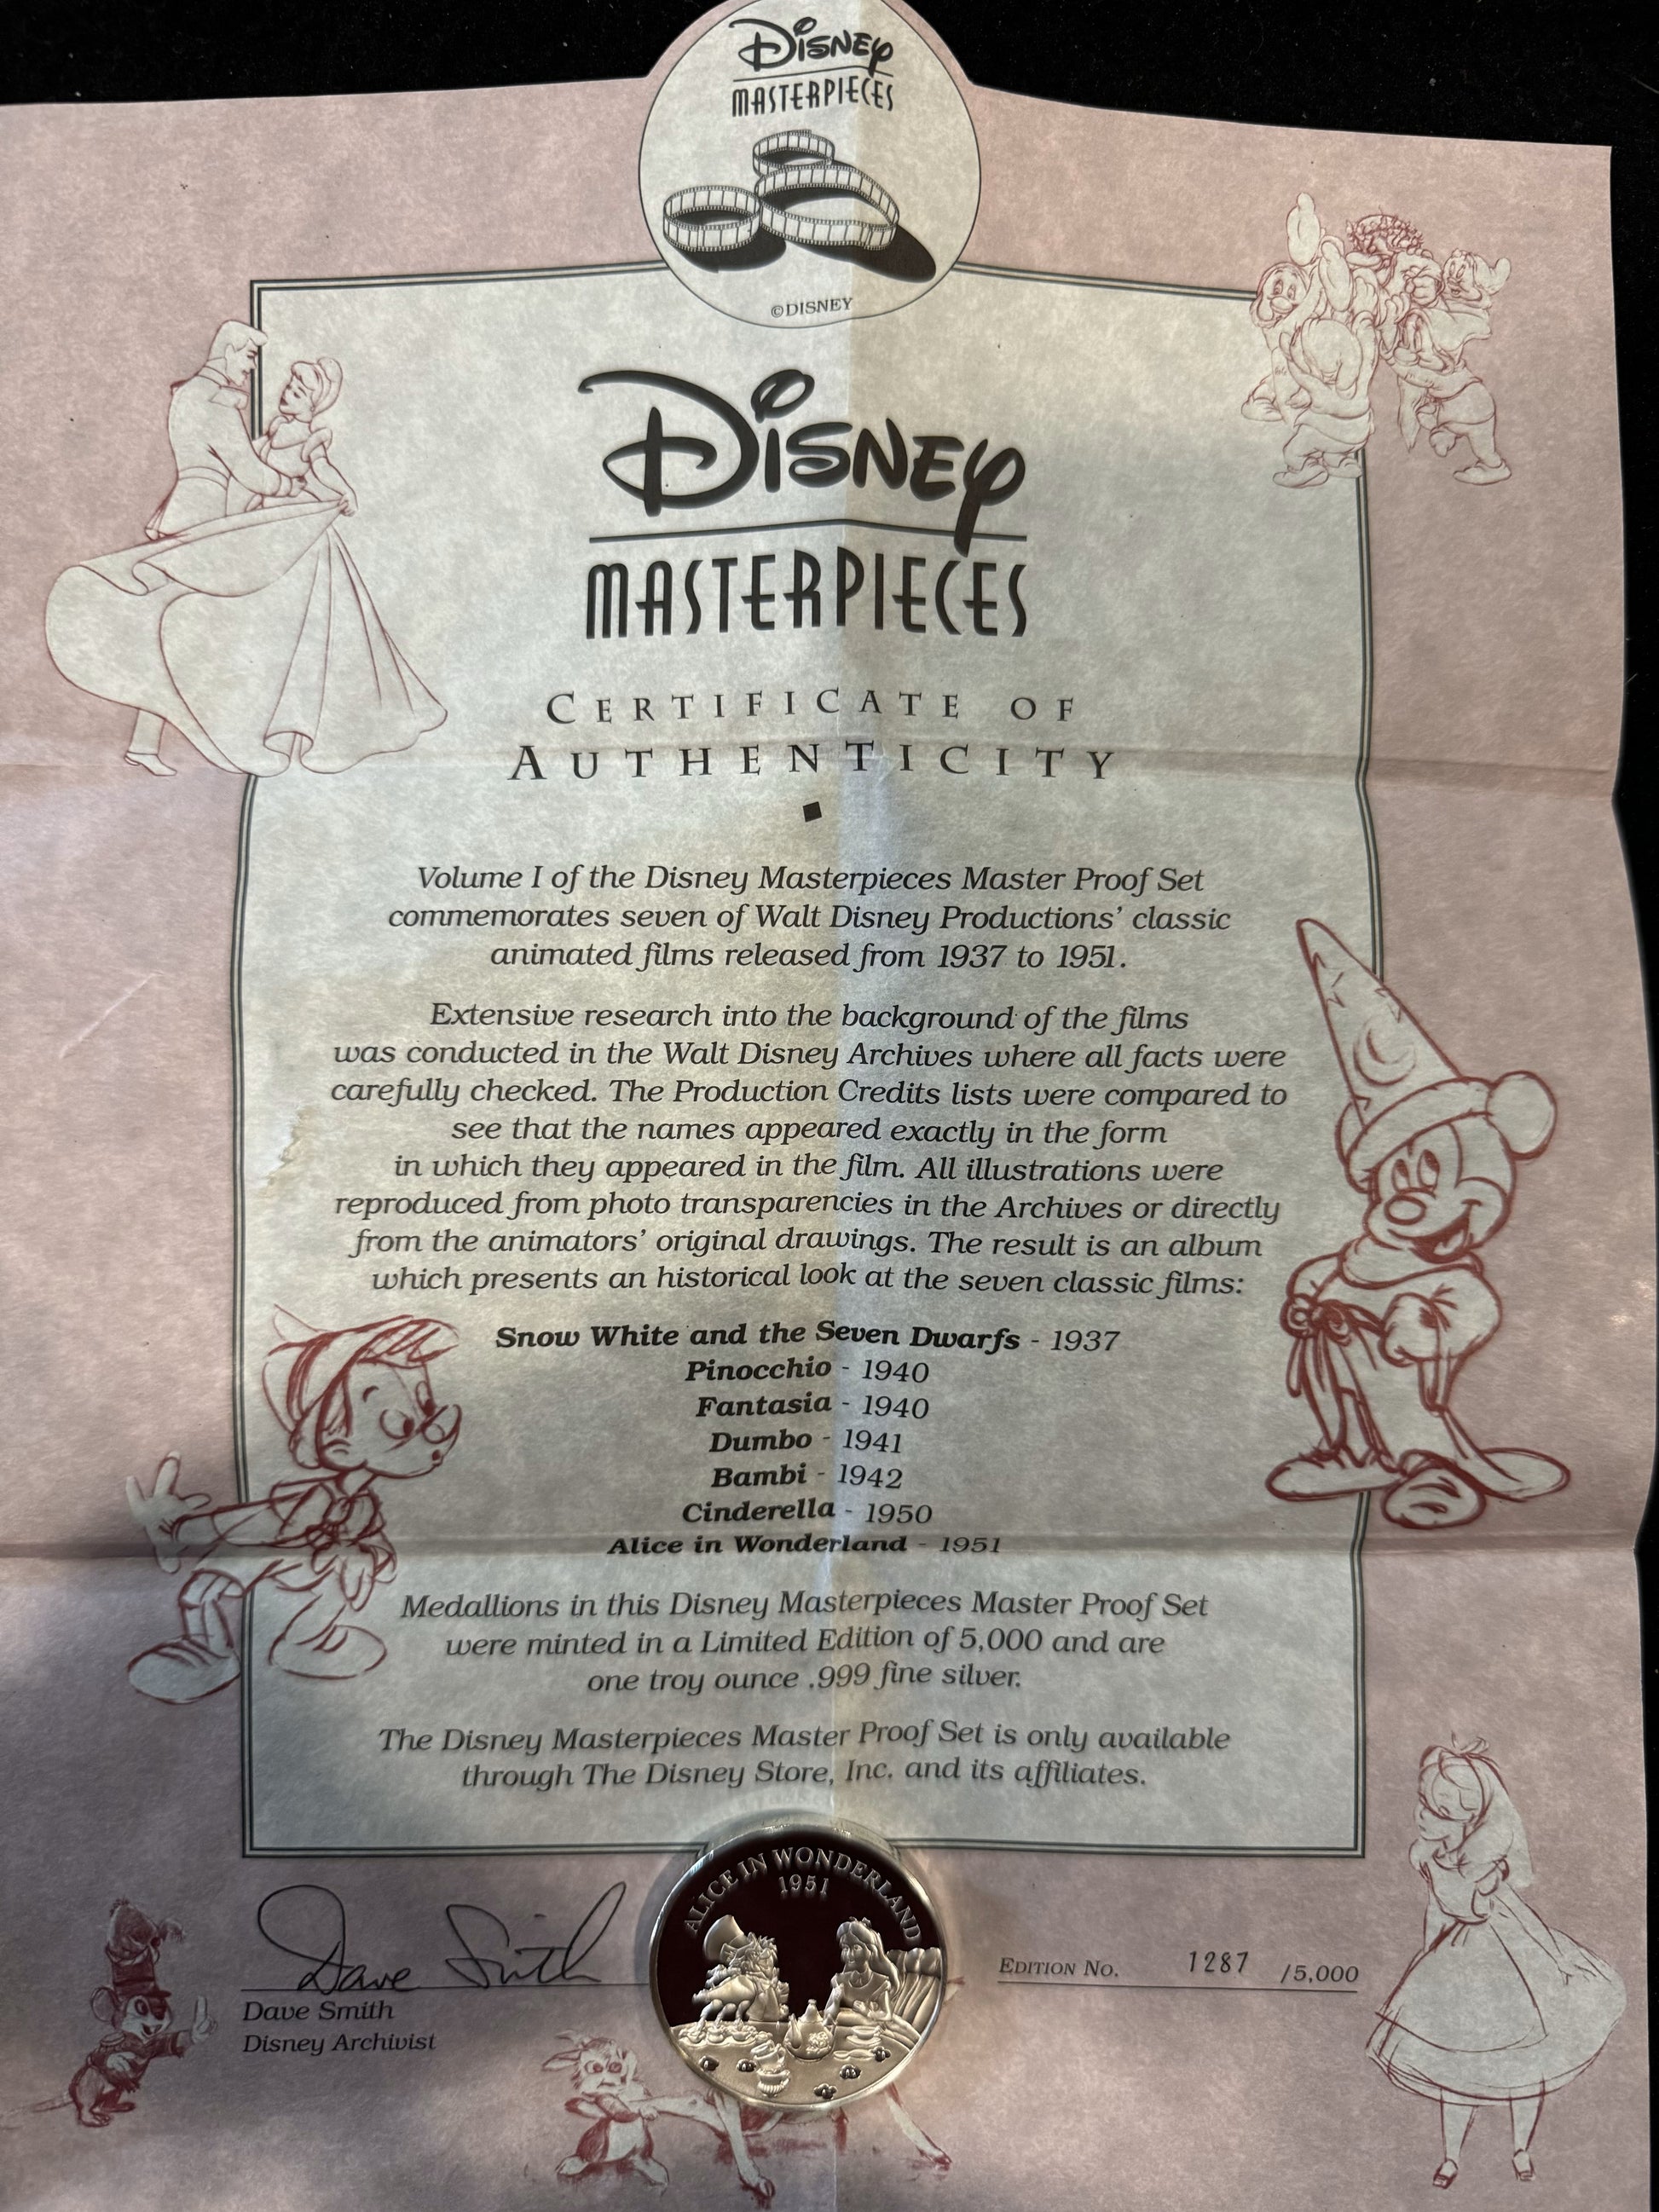 Disney
MASTERPIECES
©DISNEY
Disney
MASTERPIECES
CERTIFICATE OF
AUTHENTICITY
Volume I of the Disney Masterpieces Master Proof Set
commemorates seven of Walt Disney Productions' classic
animated films released from 1937 to 1951.
Extensive research into the background of the films
was conducted in the Walt Disney Archives where all facts were
carefully checked. The Production Credits lists were compared to
see that the names appeared exactly in the form
in which they appeared in the film. All illustrations were
reproduced from photo transparencies in the Archives or directly
from the animators' original drawings. The result is an album
which presents an historical look at the seven classic films:
Snow White and the Seven Dwarfs - 1937
Pinocchio - 1940
Fantasia - 1940
Dumbo - 1941
Bambi - 1942
Cinderella - 1950
Alice in Wonderland - 1951
Medallions in this Disney Masterpieces Master Proof Set
were minted in a Limited Edition of 5,000 and are
one troy ounce .999 fine silver.
The Disney Masterpieces Master Proof Set is only available
through The Disney Store, Inc. and its affiliates.
ALICE IN WONDERLAND
1951
Dave Smith
Dave Smith
Disney Archivist
EDITION NO. 1287 /5,000